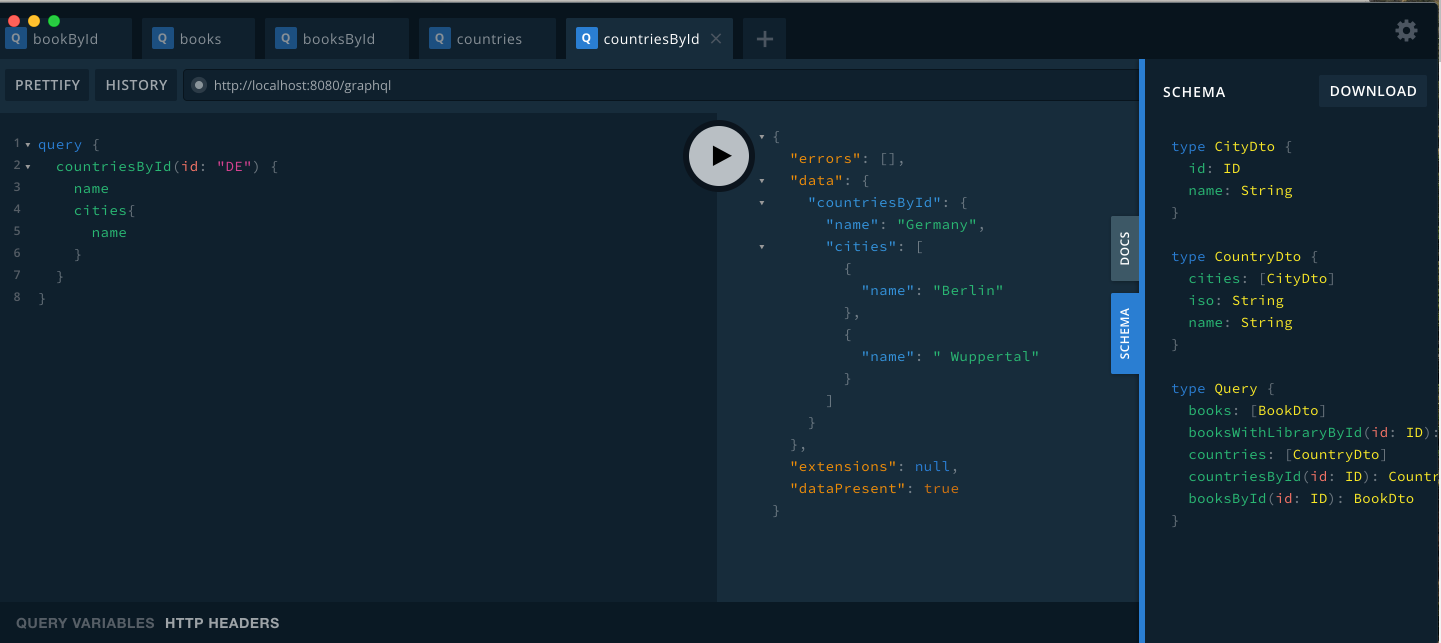 Q bookById
Q books
Q booksById
Q countries
Q countriesById ×
+
PRETTIFY
HISTORY
http://localhost:8080/graphql
1 query {
2 countriesById(id: "DE") {
3 name
4 cities{
5 name
6 }
7 }
8 }
{
"errors": [],
"data": {
"countriesById": {
"name": "Germany",
"cities": [
{
"name": "Berlin"
},
{
"name": " Wuppertal"
}
]
}
},
"extensions": null,
"dataPresent": true
}
DOCS
SCHEMA
SCHEMA
DOWNLOAD
type CityDto {
id: ID
name: String
}
type CountryDto {
cities: [CityDto]
iso: String
name: String
}
type Query {
books: [BookDto]
booksWithLibraryById(id: ID):
countries: [CountryDto]
countriesById(id: ID): Countr
booksById(id: ID): BookDto
}
QUERY VARIABLES
HTTP HEADERS